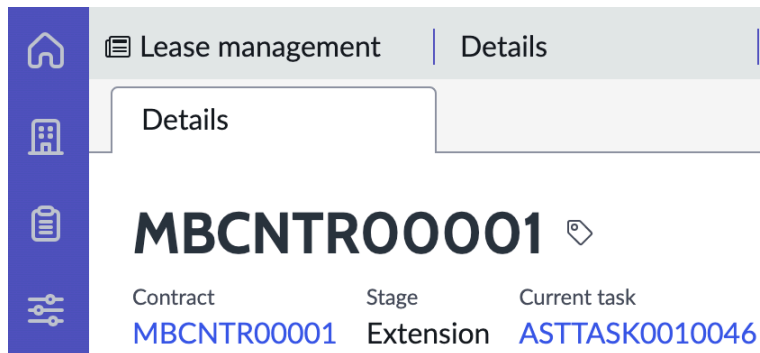 Lease management Details
Details
MBCNTR00001
Contract Stage Current task
MBCNTR00001 Extension ASTTASK0010046